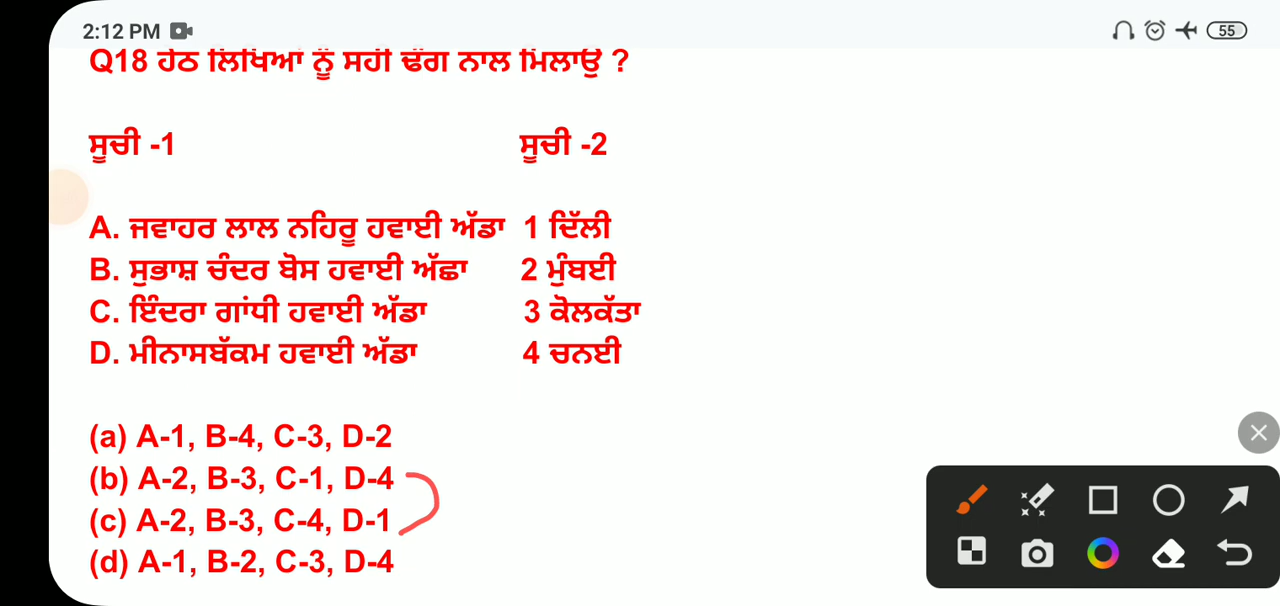 2:12 PM 55
Q18 ਹੇਠ ਲਿਖਿਆਂ ਨੂੰ ਸਹੀ ਢੰਗ ਨਾਲ ਮਿਲਾਉ ?
ਸੂਚੀ -1 ਸੂਚੀ -2
A. ਜਵਾਹਰ ਲਾਲ ਨਹਿਰੂ ਹਵਾਈ ਅੱਡਾ 1 ਦਿੱਲੀ
B. ਸੁਭਾਸ਼ ਚੰਦਰ ਬੋਸ ਹਵਾਈ ਅੱਛਾ 2 ਮੁੰਬਈ
C. ਇੰਦਰਾ ਗਾਂਧੀ ਹਵਾਈ ਅੱਡਾ 3 ਕੋਲਕੱਤਾ
D. ਮੀਨਾਸਬੱਕਮ ਹਵਾਈ ਅੱਡਾ 4 ਚਨਈ
(a) A-1, B-4, C-3, D-2
(b) A-2, B-3, C-1, D-4
(c) A-2, B-3, C-4, D-1
(d) A-1, B-2, C-3, D-4